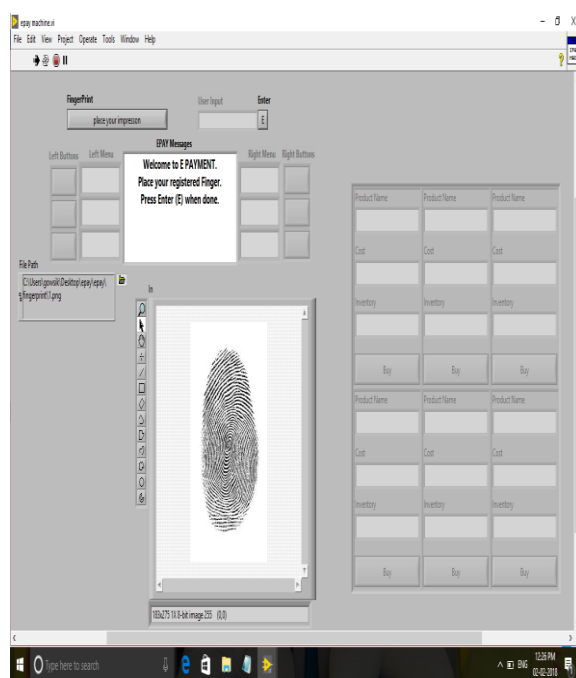 epay machine.vi
File Edit View Project Operate Tools Window Help
FingerPrint
User Input
Enter
place your impresson
E
EPAY Messages
Left Buttons Left Menu
Right Menu Right Buttons
Welcome to E PAYMENT.
Place your registered Finger.
Press Enter (E) when done.
File Path
C:\Users\gowsik\Desktop\epay\epay\
fingerprint\1.png
In
183x275 1X 8-bit image 255 (0,0)
Product Name Product Name Product Name
Cost Cost Cost
Inventory Inventory Inventory
Buy Buy Buy
Product Name Product Name Product Name
Cost Cost Cost
Inventory Inventory Inventory
Buy Buy Buy
Type here to search
ENG
12:26 PM
02-02-2018